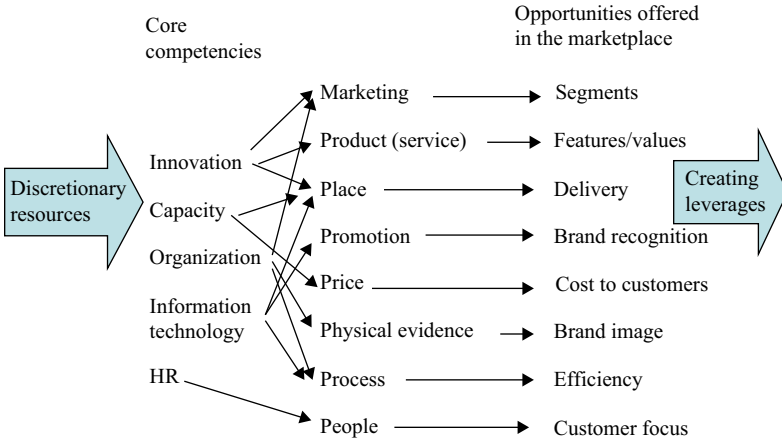 Core
competencies
Opportunities offered
in the marketplace
Discretionary
resources
Innovation
Capacity
Organization
Information
technology
HR
Marketing
Product (service)
Place
Promotion
Price
Physical evidence
Process
People
Segments
Features/values
Delivery
Brand recognition
Cost to customers
Brand image
Efficiency
Customer focus
Creating
leverages